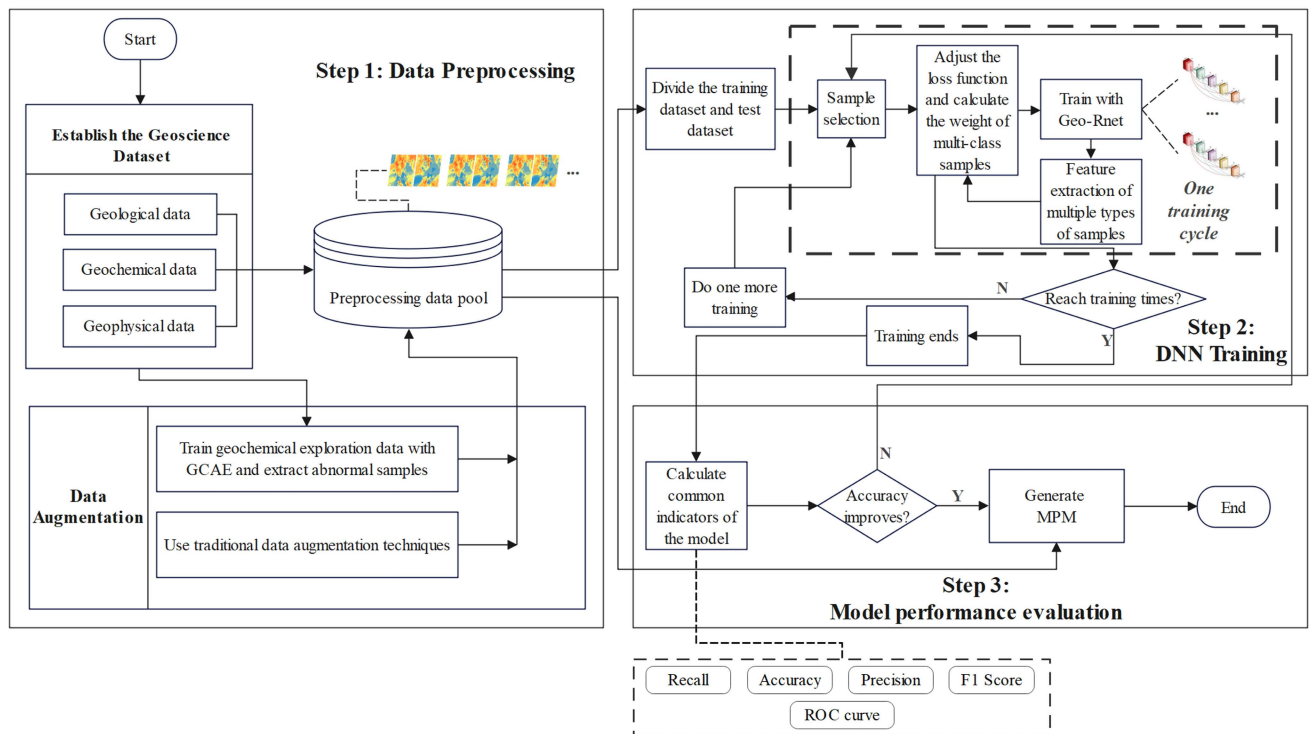 Start
Step 1: Data Preprocessing
Establish the Geoscience
Dataset
Geological data
Geochemical data
Geophysical data
...
Preprocessing data pool
Data
Augmentation
Train geochemical exploration data with
GCAE and extract abnormal samples
Use traditional data augmentation techniques
Divide the training
dataset and test
dataset
Sample
selection
Adjust the
loss function
and calculate
the weight of
multi-class
samples
Train with
Geo-Rnet
...
Feature
extraction of
multiple types
of samples
One
training
cycle
Do one more
training
N
Reach training times?
Y
Training ends
Step 2:
DNN Training
Calculate
common
indicators of
the model
N
Accuracy
improves?
Y
Generate
MPM
End
Step 3:
Model performance evaluation
Recall
Accuracy
Precision
F1 Score
ROC curve